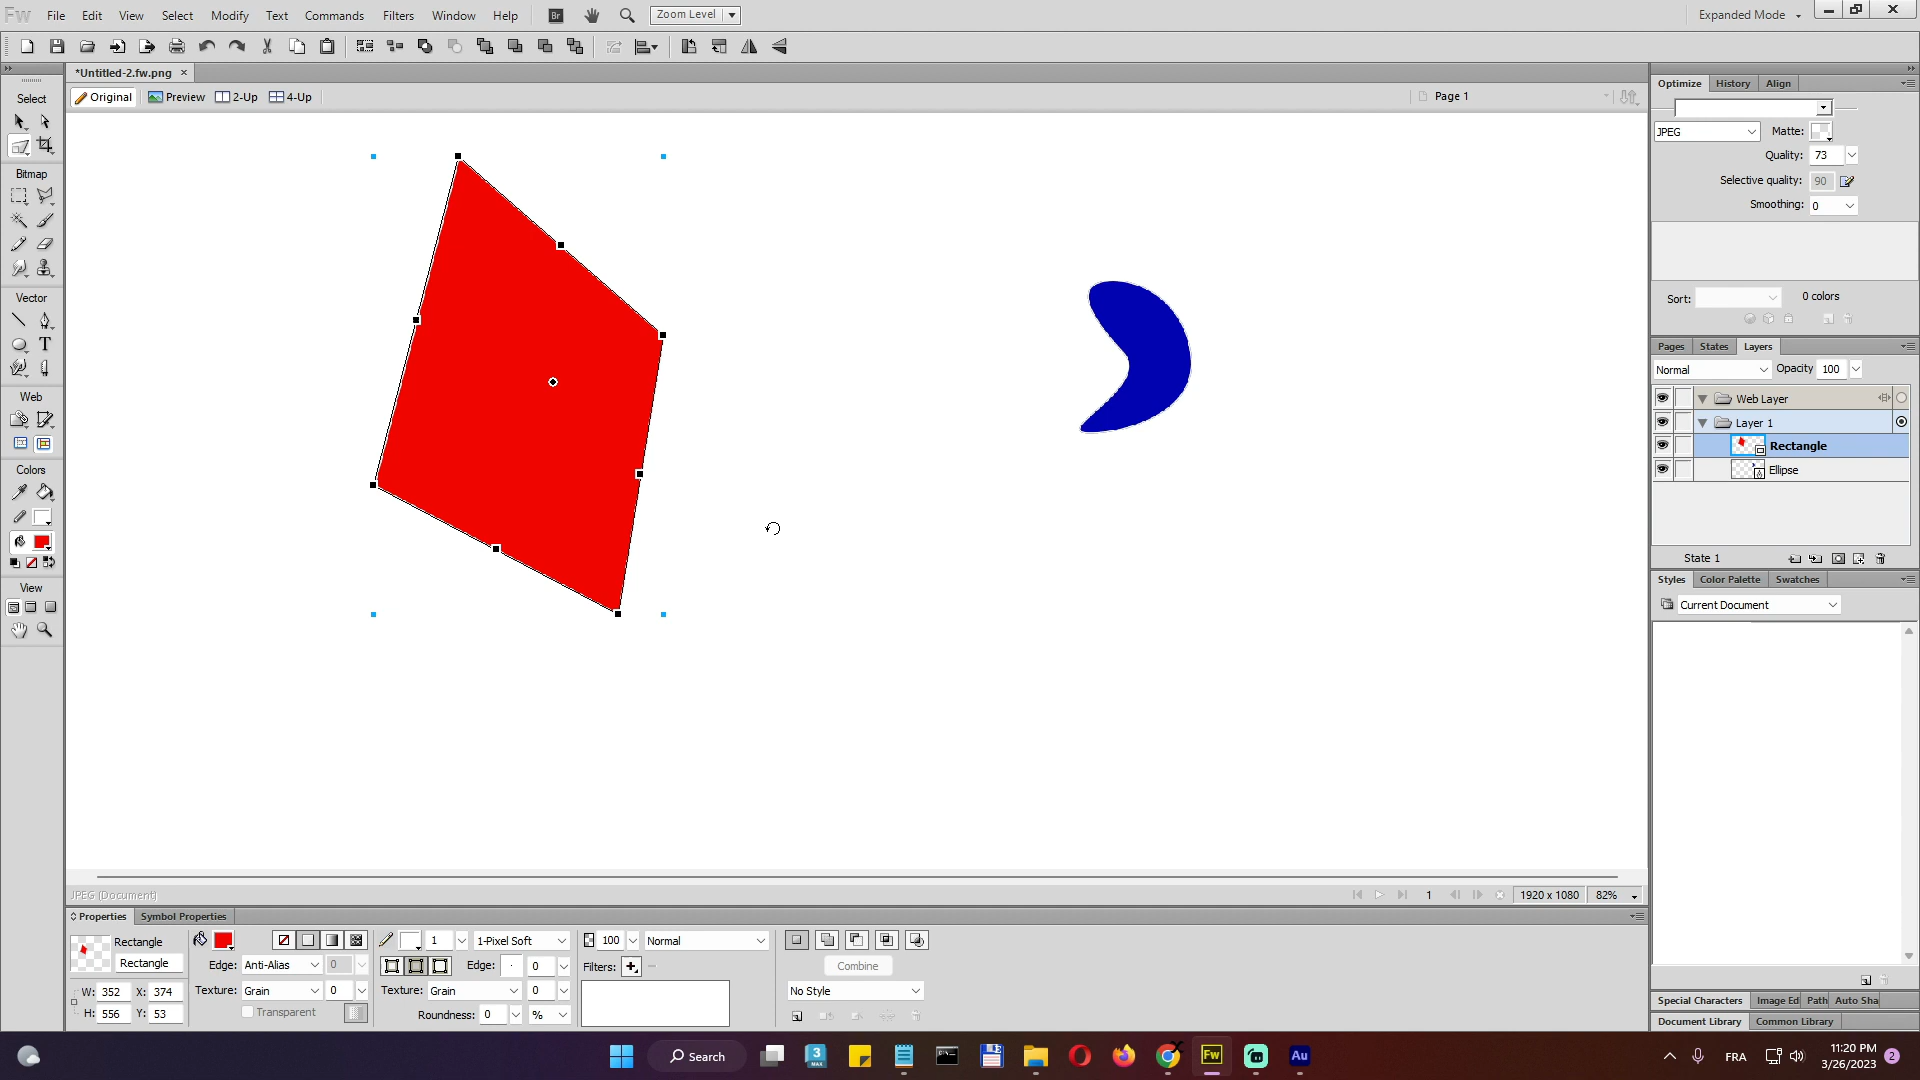 Fw File Edit View Select Modify Text Commands Filters Window Help Br Zoom Level Expanded Mode
*Untitled-2.fw.png ×
Original Preview 2-Up 4-Up Page 1
Select
Bitmap
Vector
T
Web
Colors
View
Optimize History Align
JPEG Matte:
Quality: 73
Selective quality: 90
Smoothing: 0
Sort: 0 colors
Pages States Layers
Normal Opacity 100
Web Layer
Layer 1
Rectangle
Ellipse
State 1
Styles Color Palette Swatches
Current Document
Special Characters Image Ed Path Auto Sha
Document Library Common Library
JPEG (Document) 1 1920 x 1080 82%
Properties Symbol Properties
Rectangle 1 1-Pixel Soft 100 Normal
Rectangle Edge: Anti-Alias 0 Edge: 0 Filters: Combine
W: 352 X: 374 Texture: Grain 0 Texture: Grain 0 No Style
H: 556 Y: 53 Transparent Roundness: 0 %
Search 3 MAX Fw Au FRA 11:20 PM
3/26/2023 2